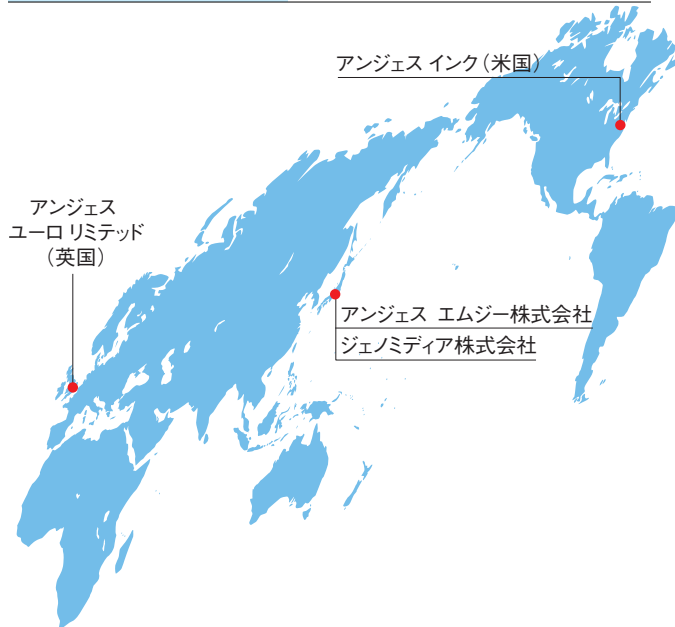 アンジェス インク（米国）
アンジェス
ユーロ リミテッド
（英国）
アンジェス エムジー株式会社
ジェノミディア株式会社